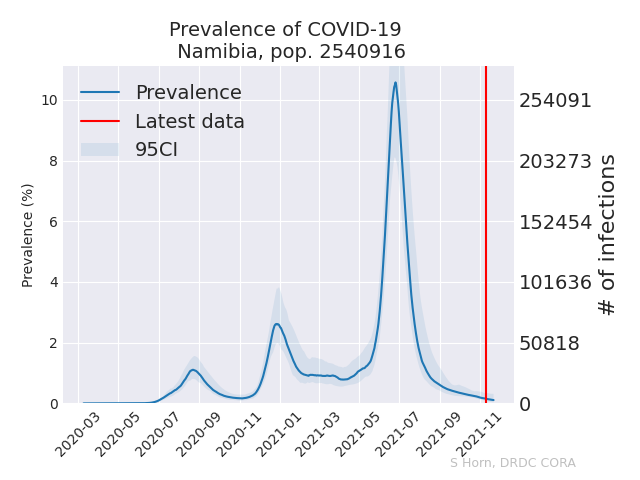 Prevalence of COVID-19
Namibia, pop. 2540916
Prevalence
Latest data
95CI
Prevalence (%)
10
8
6
4
2
0
254091
203273
152454
101636
50818
0
# of infections
2020-03
2020-05
2020-07
2020-09
2020-11
2021-01
2021-03
2021-05
2021-07
2021-09
2021-11
S Horn, DRDC CORA